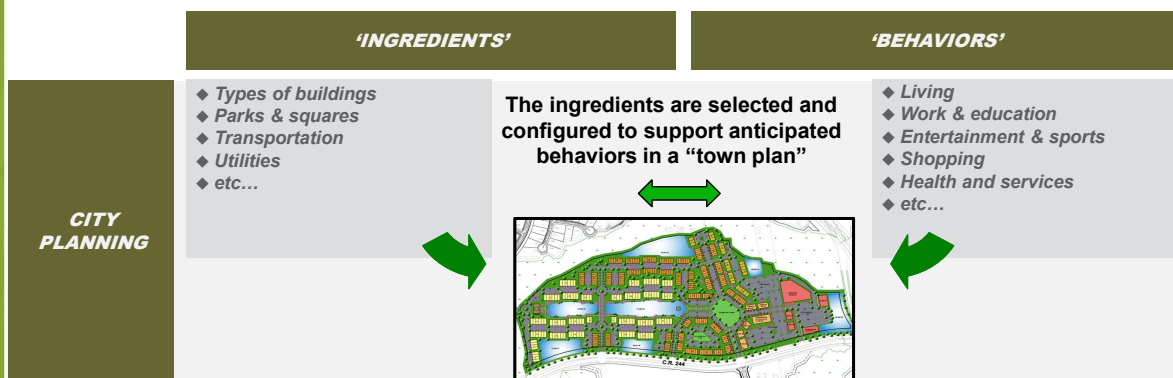 ‘INGREDIENTS’
‘BEHAVIORS’
CITY
PLANNING
◆ Types of buildings
◆ Parks & squares
◆ Transportation
◆ Utilities
◆ etc…
The ingredients are selected and
configured to support anticipated
behaviors in a “town plan”
◆ Living
◆ Work & education
◆ Entertainment & sports
◆ Shopping
◆ Health and services
◆ etc…
C.R. 244